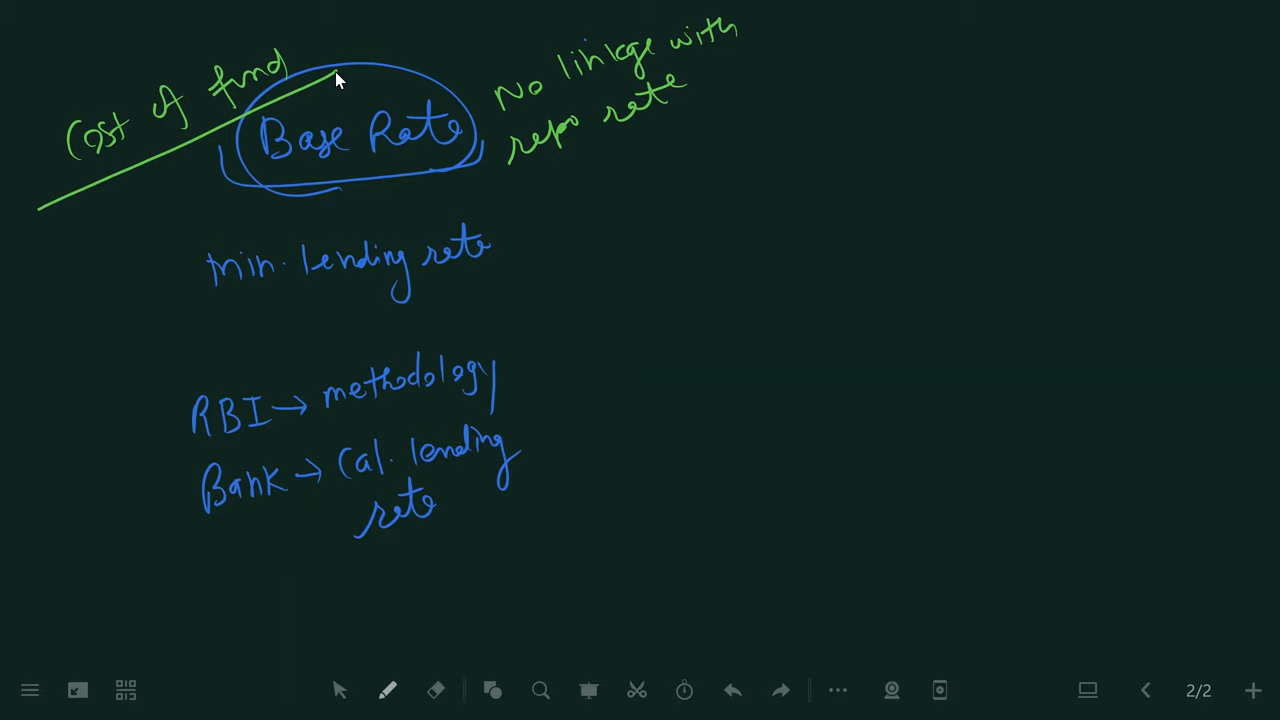 Cost of fund
No linkage with
repo rate
Base Rate
min. lending rate
RBI → methodology
Bank → Cal. lending
rate
2/2